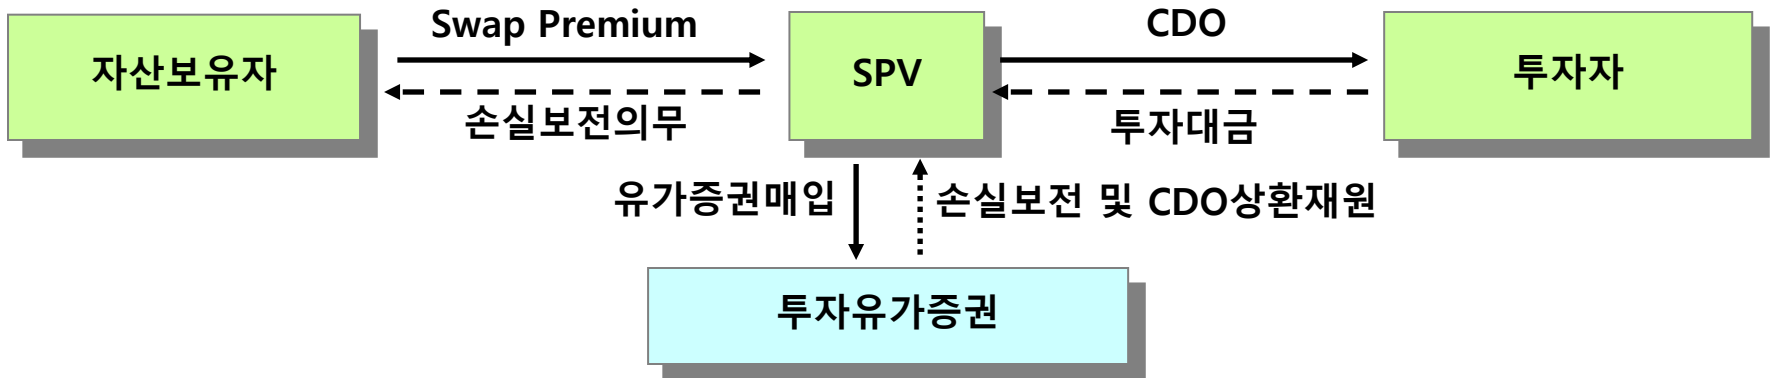 Swap Premium
CDO
자산보유자
SPV
투자자
손실보전의무
투자대금
유가증권매입
손실보전 및 CDO상환재원
투자유가증권